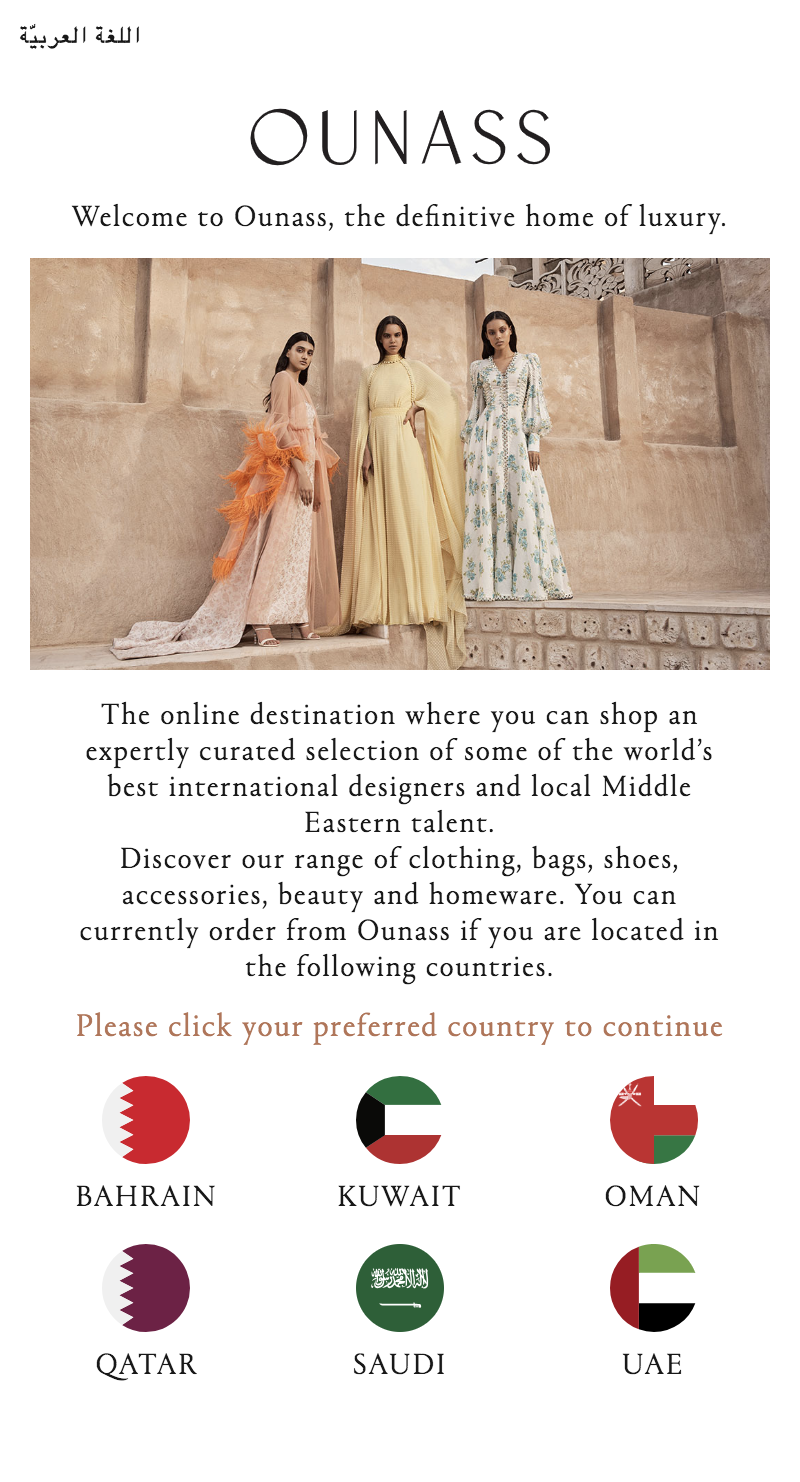 اللغة العربيّة
OUNASS
Welcome to Ounass, the definitive home of luxury.
The online destination where you can shop an
expertly curated selection of some of the world’s
best international designers and local Middle
Eastern talent.
Discover our range of clothing, bags, shoes,
accessories, beauty and homeware. You can
currently order from Ounass if you are located in
the following countries.
Please click your preferred country to continue
BAHRAIN
KUWAIT
OMAN
QATAR
SAUDI
UAE